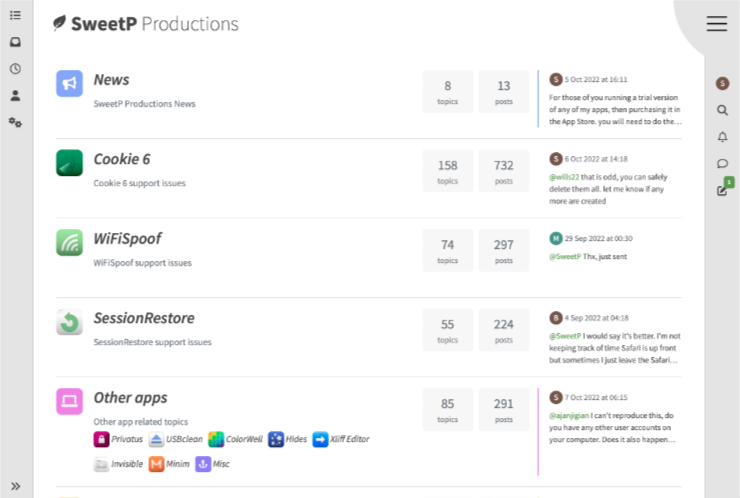 SweetP Productions
News
SweetP Productions News
8
topics
13
posts
S 5 Oct 2022 at 16:11
For those of you running a trial version
of any of my apps, then purchasing it in
the App Store. you will need to do the...
Cookie 6
Cookie 6 support issues
158
topics
732
posts
S 6 Oct 2022 at 14:18
@wills22 that is odd, you can safely
delete them all. let me know if any
more are created
WiFiSpoof
WiFiSpoof support issues
74
topics
297
posts
M 29 Sep 2022 at 00:30
@SweetP Thx, just sent
SessionRestore
SessionRestore support issues
55
topics
224
posts
B 4 Sep 2022 at 04:18
@SweetP I would say it's better. I'm not
keeping track of time Safari is up front
but sometimes I just leave the Safari...
Other apps
Other app related topics
Privatus USBclean ColorWell Hides Xliff Editor
Invisible Minim Misc
85
topics
291
posts
S 7 Oct 2022 at 06:15
@ajanjigian I can't reproduce this, do
you have any other user accounts on
your computer. Does it also happen...
S
1